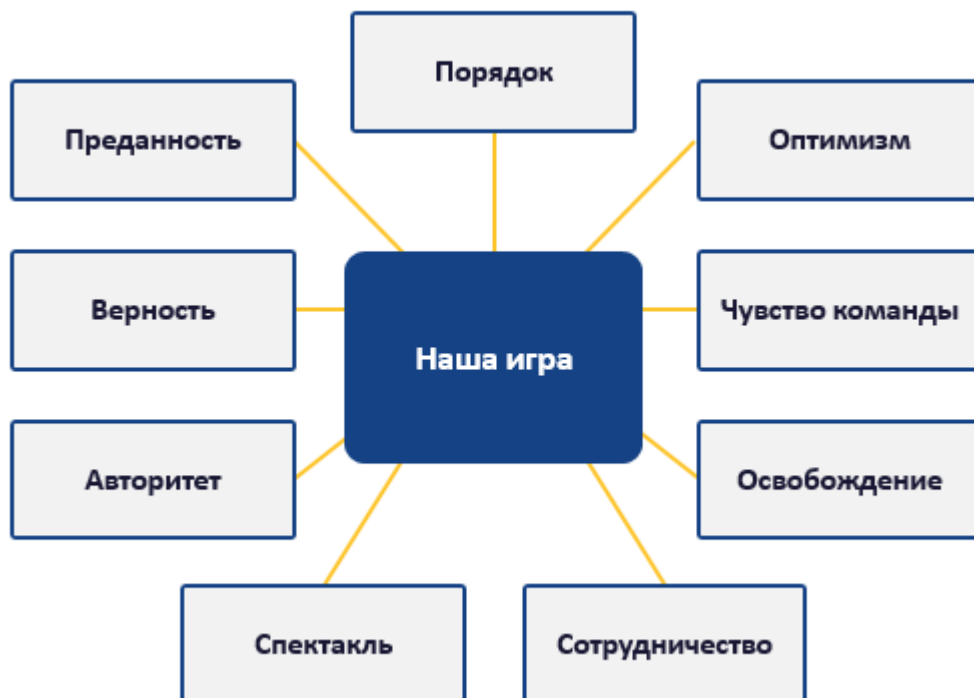 Порядок
Преданность
Оптимизм
Верность
Чувство команды
Наша игра
Авторитет
Освобождение
Спектакль
Сотрудничество